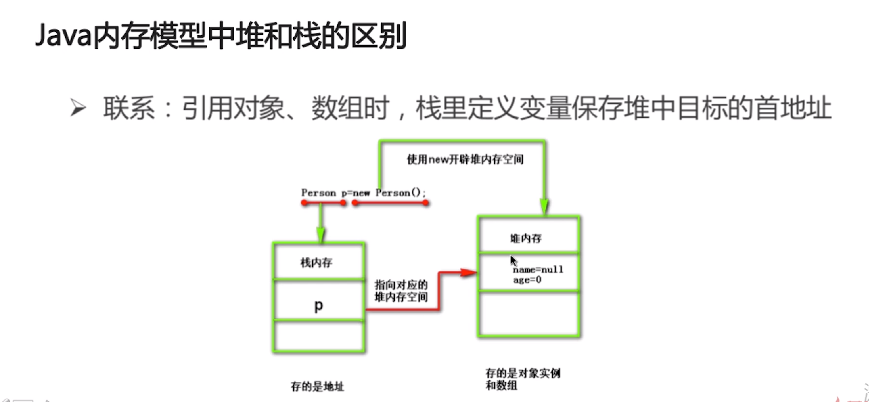 Java内存模型中堆和栈的区别
➢ 联系：引用对象、数组时，栈里定义变量保存堆中目标的首地址
使用new开辟堆内存空间
Person p=new Person();
堆内存
栈内存
name=null
age=0
指向对应的
堆内存空间
p
存的是对象实例
和数组
存的是地址